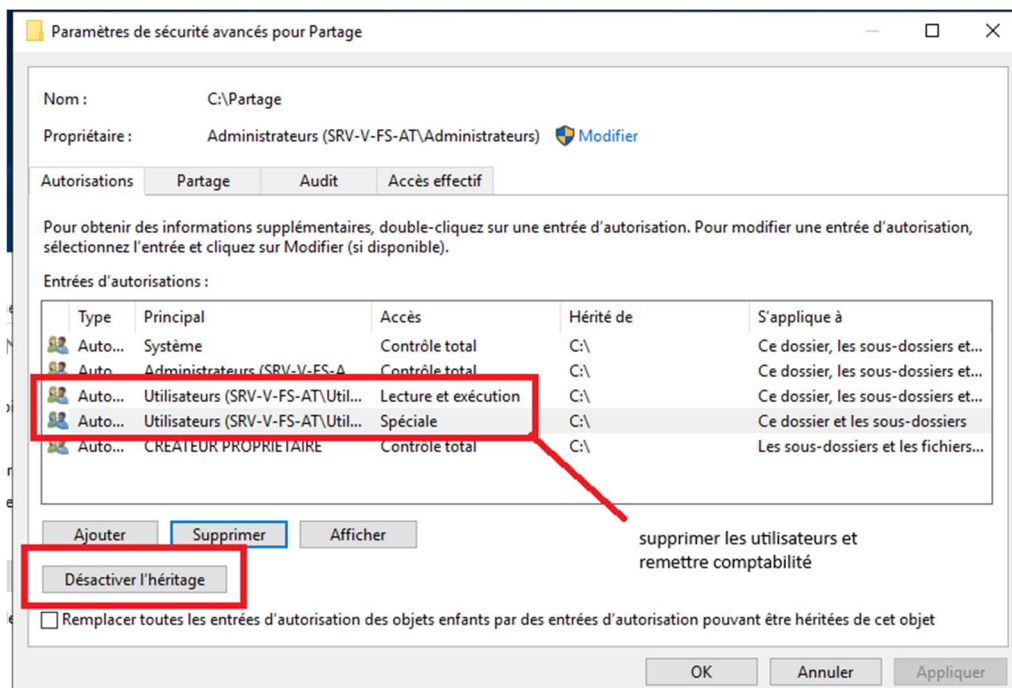 Paramètres de sécurité avancés pour Partage
Nom : C:\Partage
Propriétaire : Administrateurs (SRV-V-FS-AT\Administrateurs) Modifier
Autorisations Partage Audit Accès effectif
Pour obtenir des informations supplémentaires, double-cliquez sur une entrée d'autorisation. Pour modifier une entrée d'autorisation,
sélectionnez l'entrée et cliquez sur Modifier (si disponible).
Entrées d'autorisations :
Type Principal Accès Hérité de S'applique à
Auto... Système Contrôle total C:\ Ce dossier, les sous-dossiers et...
Auto... Administrateurs (SRV-V-FS-A... Contrôle total C:\ Ce dossier, les sous-dossiers et...
Auto... Utilisateurs (SRV-V-FS-AT\Util... Lecture et exécution C:\ Ce dossier, les sous-dossiers et...
Auto... Utilisateurs (SRV-V-FS-AT\Util... Spéciale C:\ Ce dossier et les sous-dossiers
Auto... CREATEUR PROPRIETAIRE Contrôle total C:\ Les sous-dossiers et les fichiers...
Ajouter Supprimer Afficher
supprimer les utilisateurs et
remettre comptabilité
Désactiver l'héritage
Remplacer toutes les entrées d'autorisation des objets enfants par des entrées d'autorisation pouvant être héritées de cet objet
OK Annuler Appliquer